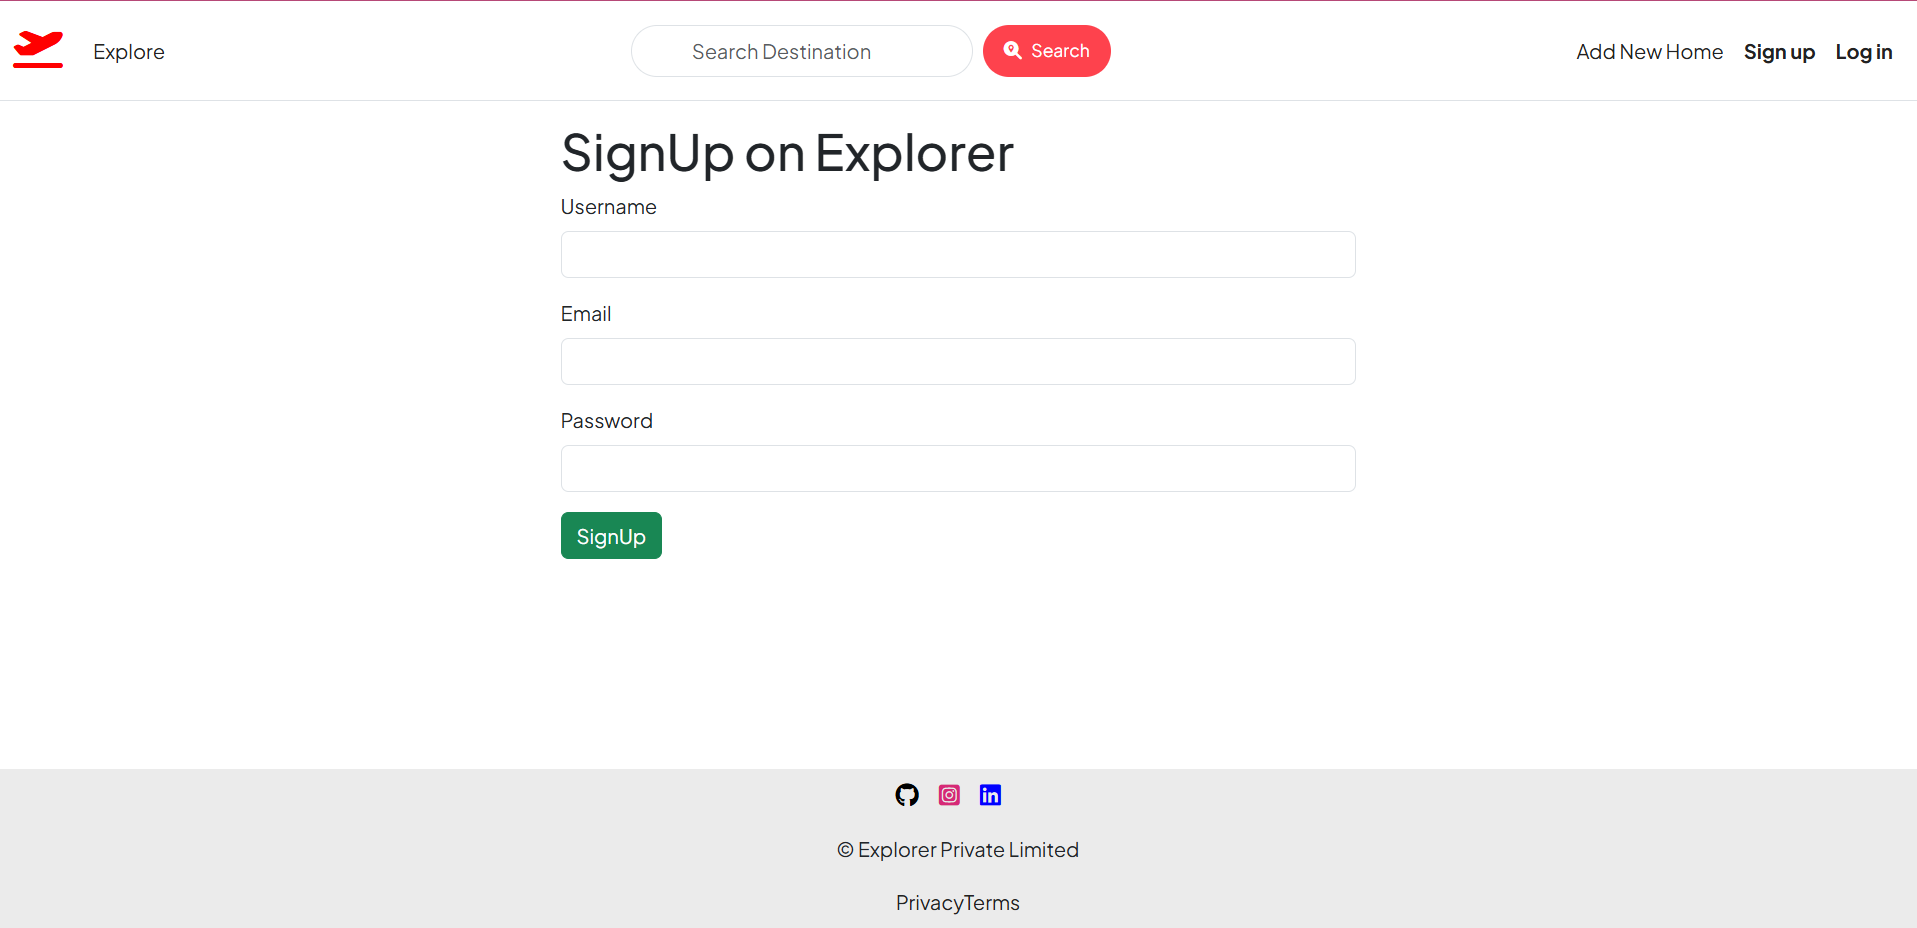 Explore Search Destination Search Add New Home Sign up Log in
SignUp on Explorer
Username
Email
Password
SignUp
© Explorer Private Limited
PrivacyTerms